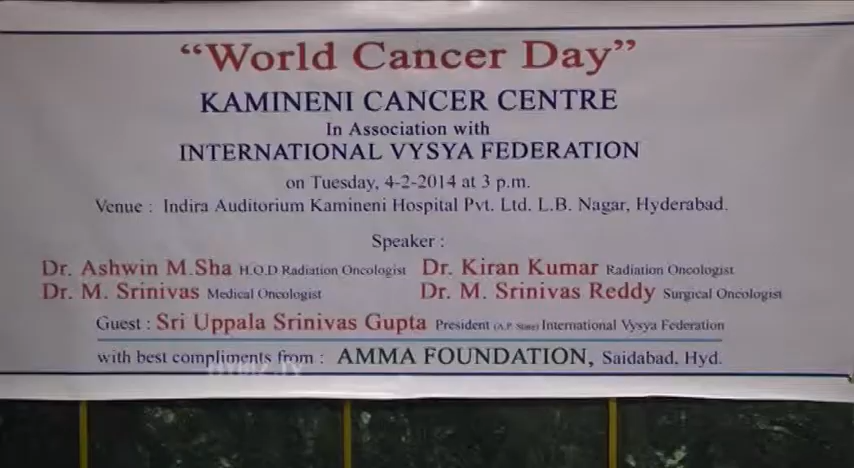 “World Cancer Day”
KAMINENI CANCER CENTRE
In Association with
INTERNATIONAL VYSYA FEDERATION
on Tuesday, 4-2-2014 at 3 p.m.
Venue : Indira Auditorium Kamineni Hospital Pvt. Ltd. L.B. Nagar, Hyderabad.
Speaker :
Dr. Ashwin M.Sha H.O.D Radiation Oncologist Dr. Kiran Kumar Radiation Oncologist
Dr. M. Srinivas Medical Oncologist Dr. M. Srinivas Reddy Surgical Oncologist
Guest : Sri Uppala Srinivas Gupta President (A.P. State) International Vysya Federation
with best compliments from : AMMA FOUNDATION, Saidabad, Hyd.
HYBIZ.TV